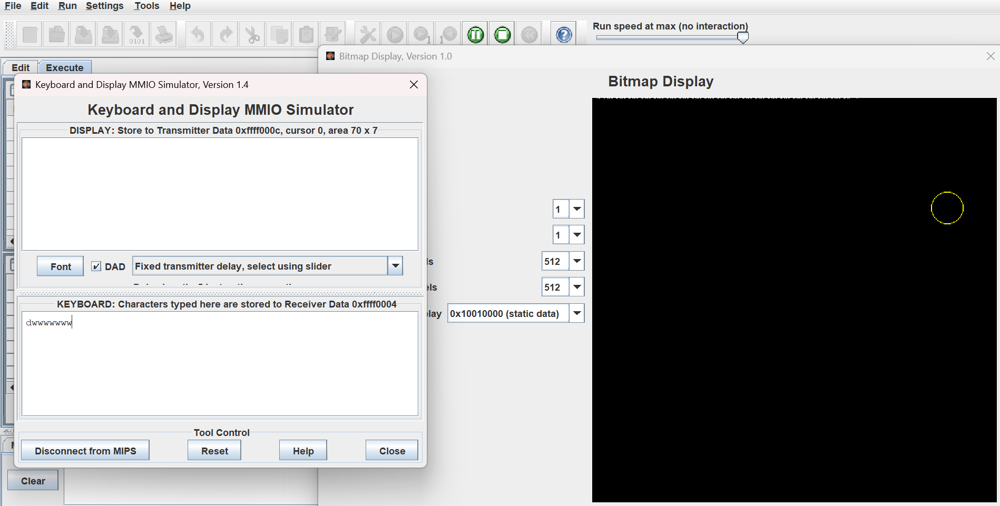 File Edit Run Settings Tools Help
Run speed at max (no interaction)
0101
1
1
Bitmap Display, Version 1.0
Edit
Execute
Keyboard and Display MMIO Simulator, Version 1.4
Bitmap Display
Keyboard and Display MMIO Simulator
DISPLAY: Store to Transmitter Data 0xffff000c, cursor 0, area 70 x 7
1
1
512
512
0x10010000 (static data)
Font
DAD
Fixed transmitter delay, select using slider
KEYBOARD: Characters typed here are stored to Receiver Data 0xffff0004
dwwwwwww
Tool Control
Disconnect from MIPS
Reset
Help
Close
Clear